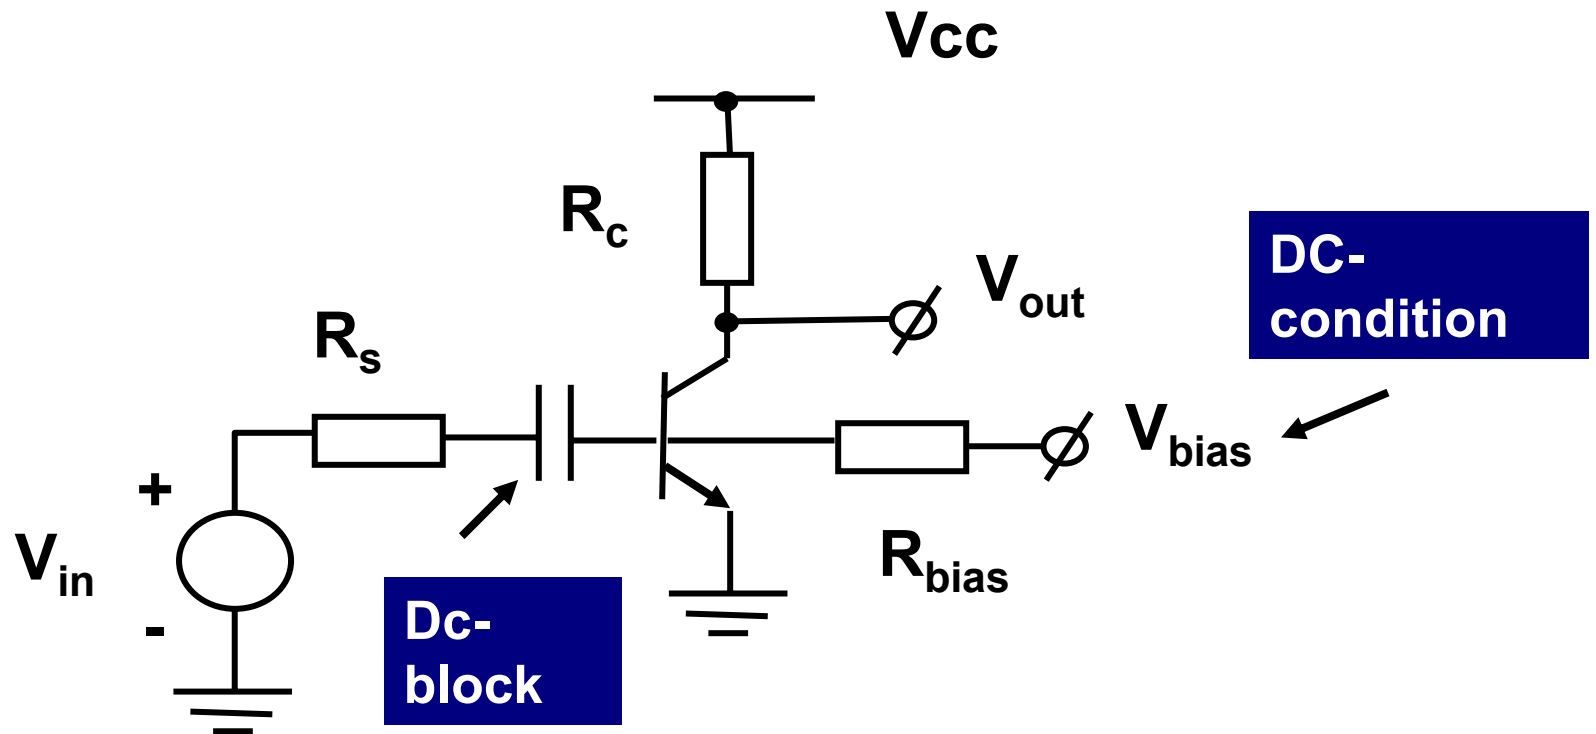 Vcc
Rc
Vout
DC-
condition
Rs
Vbias
+
Vin
-
Rbias
Dc-
block